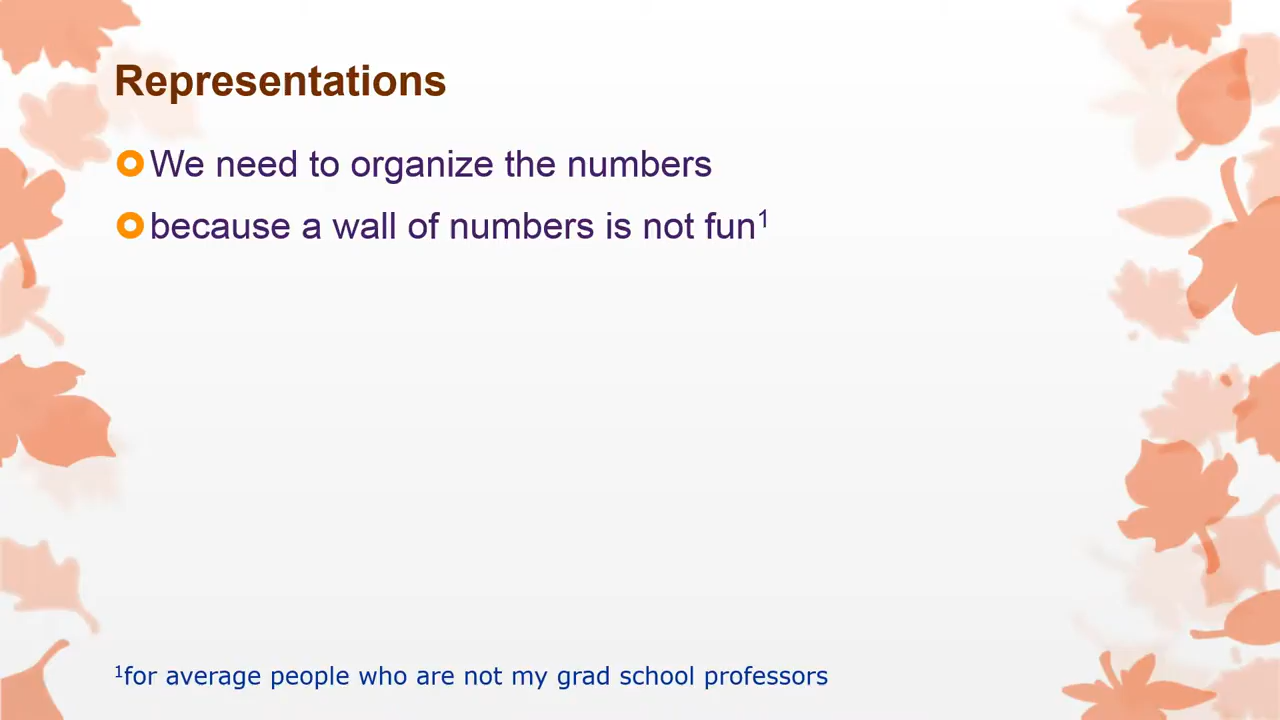 Representations
We need to organize the numbers
because a wall of numbers is not fun¹
¹for average people who are not my grad school professors